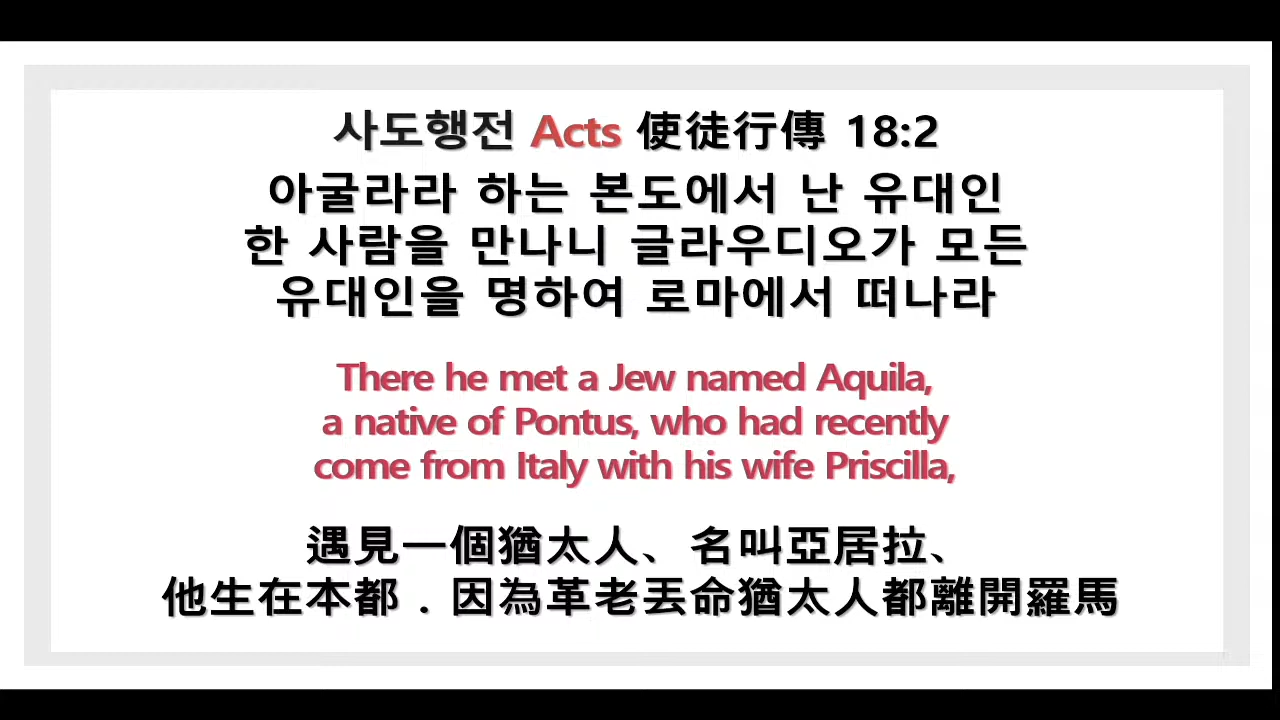 사도행전 Acts 使徒行傳 18:2
아굴라라 하는 본도에서 난 유대인
한 사람을 만나니 글라우디오가 모든
유대인을 명하여 로마에서 떠나라
There he met a Jew named Aquila,
a native of Pontus, who had recently
come from Italy with his wife Priscilla,
遇見一個猶太人、名叫亞居拉、
他生在本都．因為革老丟命猶太人都離開羅馬